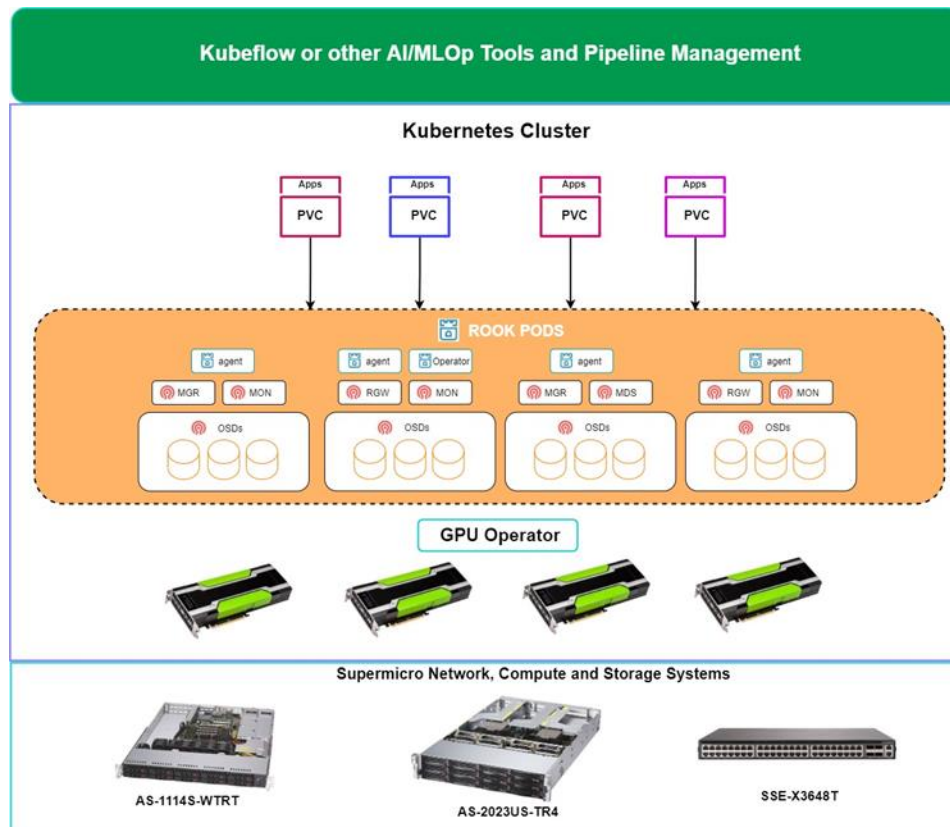 Kubeflow or other AI/MLOp Tools and Pipeline Management
Kubernetes Cluster
Apps Apps Apps Apps
PVC PVC PVC PVC
ROOK PODS
agent agent Operator agent agent
MGR MON RGW MON MGR MDS RGW MON
OSDs OSDs OSDs OSDs
GPU Operator
Supermicro Network, Compute and Storage Systems
AS-1114S-WTRT AS-2023US-TR4 SSE-X3648T